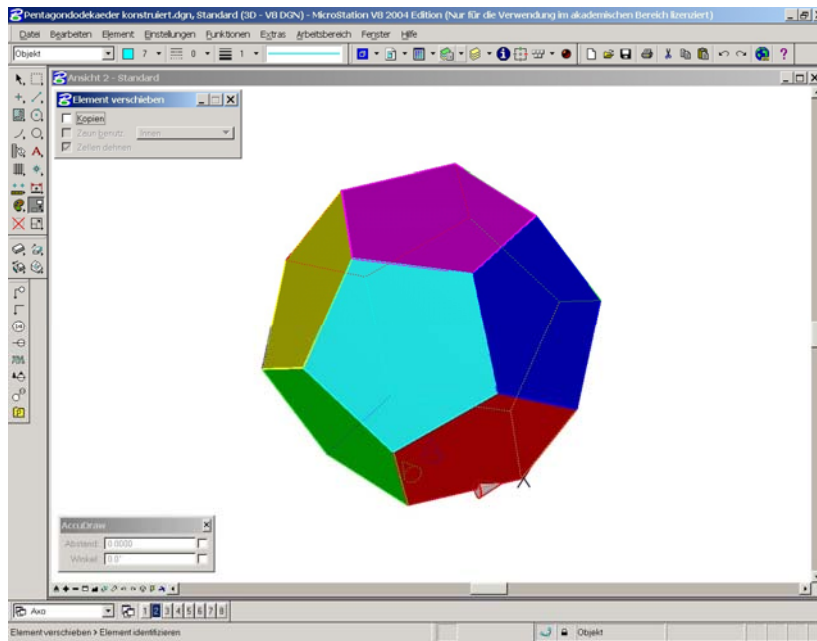 Pentagondodekaeder konstruiert.dgn, Standard (3D - V8 DGN) - MicroStation V8 2004 Edition (Nur für die Verwendung im akademischen Bereich lizenziert)
Datei Bearbeiten Element Einstellungen Funktionen Extras Arbeitsbereich Fenster Hilfe
Objekt 7 0 1
Ansicht 2 - Standard
Element verschieben
Kopien
Zaun benutz. Innen
Zellen dehnen
AccuDraw
Abstand: 0.0000
Winkel: 0.0°
Axo 1 2 3 4 5 6 7 8
Element verschieben > Element identifizieren Objekt